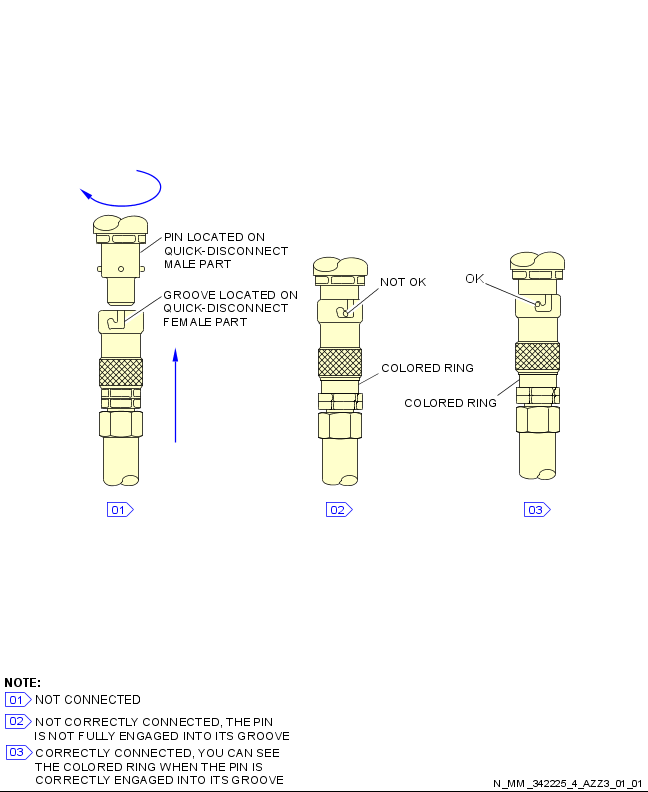 PIN LOCATED ON
QUICK-DISCONNECT
MALE PART
GROOVE LOCATED ON
QUICK-DISCONNECT
FEMALE PART
NOT OK
COLORED RING
OK
COLORED RING
01
02
03
NOTE:
01 NOT CONNECTED
02 NOT CORRECTLY CONNECTED, THE PIN
IS NOT FULLY ENGAGED INTO ITS GROOVE
03 CORRECTLY CONNECTED, YOU CAN SEE
THE COLORED RING WHEN THE PIN IS
CORRECTLY ENGAGED INTO ITS GROOVE
N_MM_342225_4_AZZ3_01_01